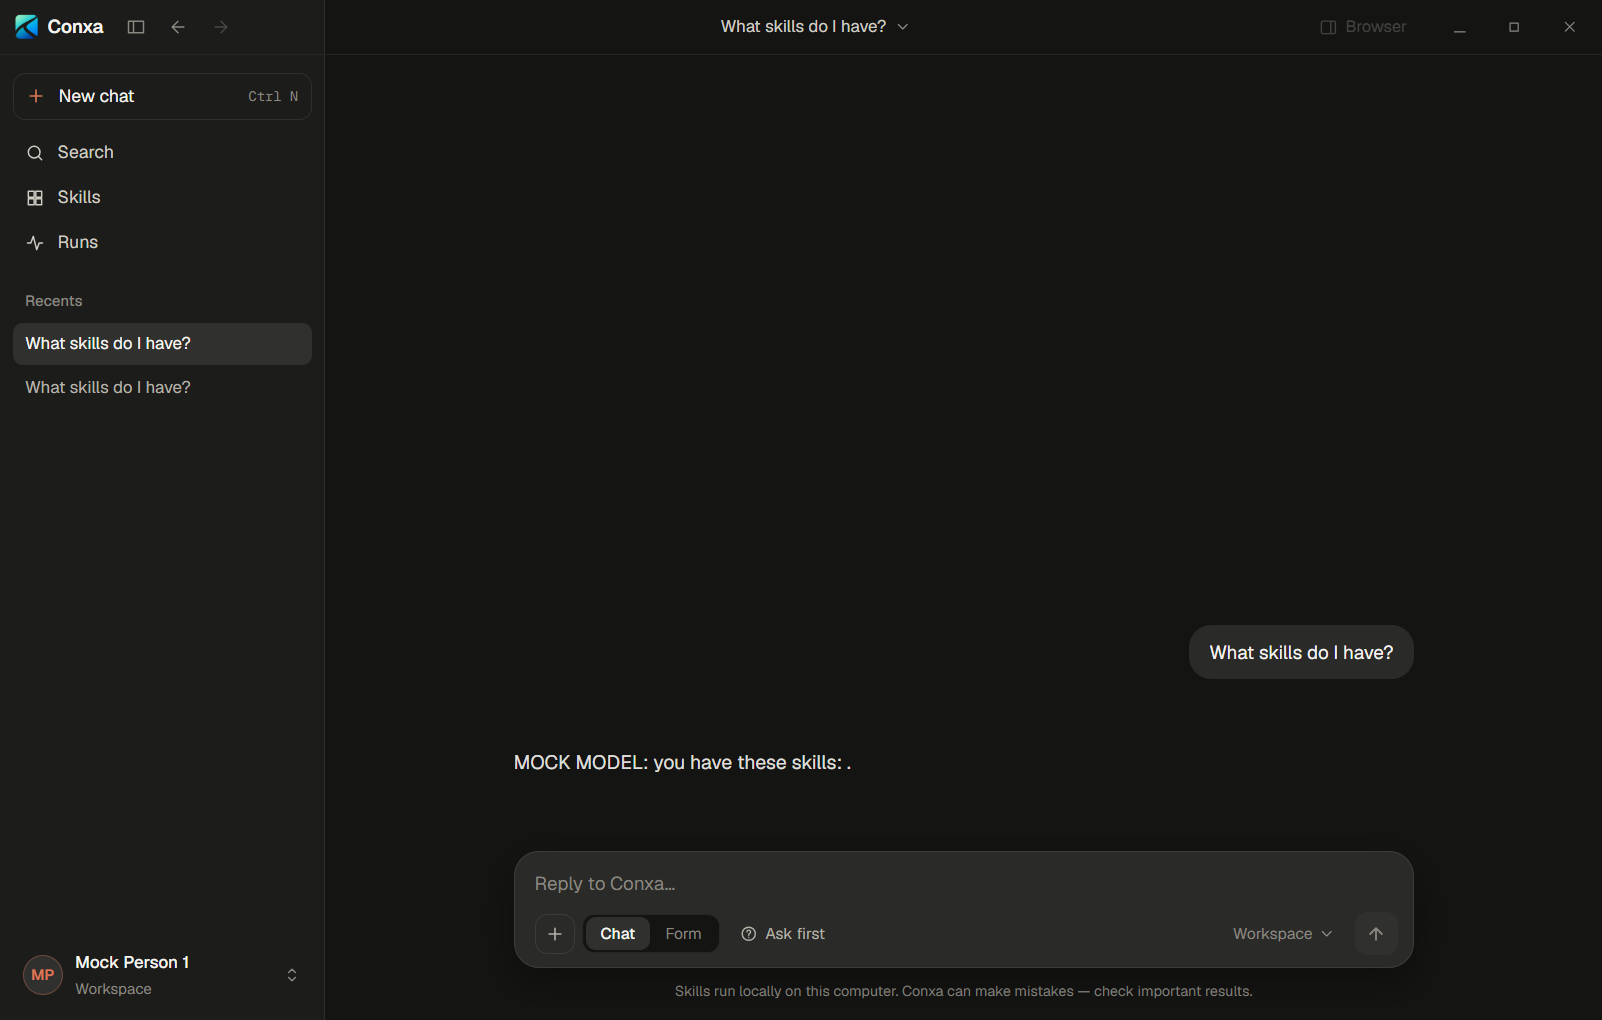 Conxa
What skills do I have?
Browser
New chat
Ctrl N
Search
Skills
Runs
Recents
What skills do I have?
What skills do I have?
What skills do I have?
MOCK MODEL: you have these skills: .
Reply to Conxa...
Chat
Form
Ask first
Workspace
MP
Mock Person 1
Workspace
Skills run locally on this computer. Conxa can make mistakes — check important results.